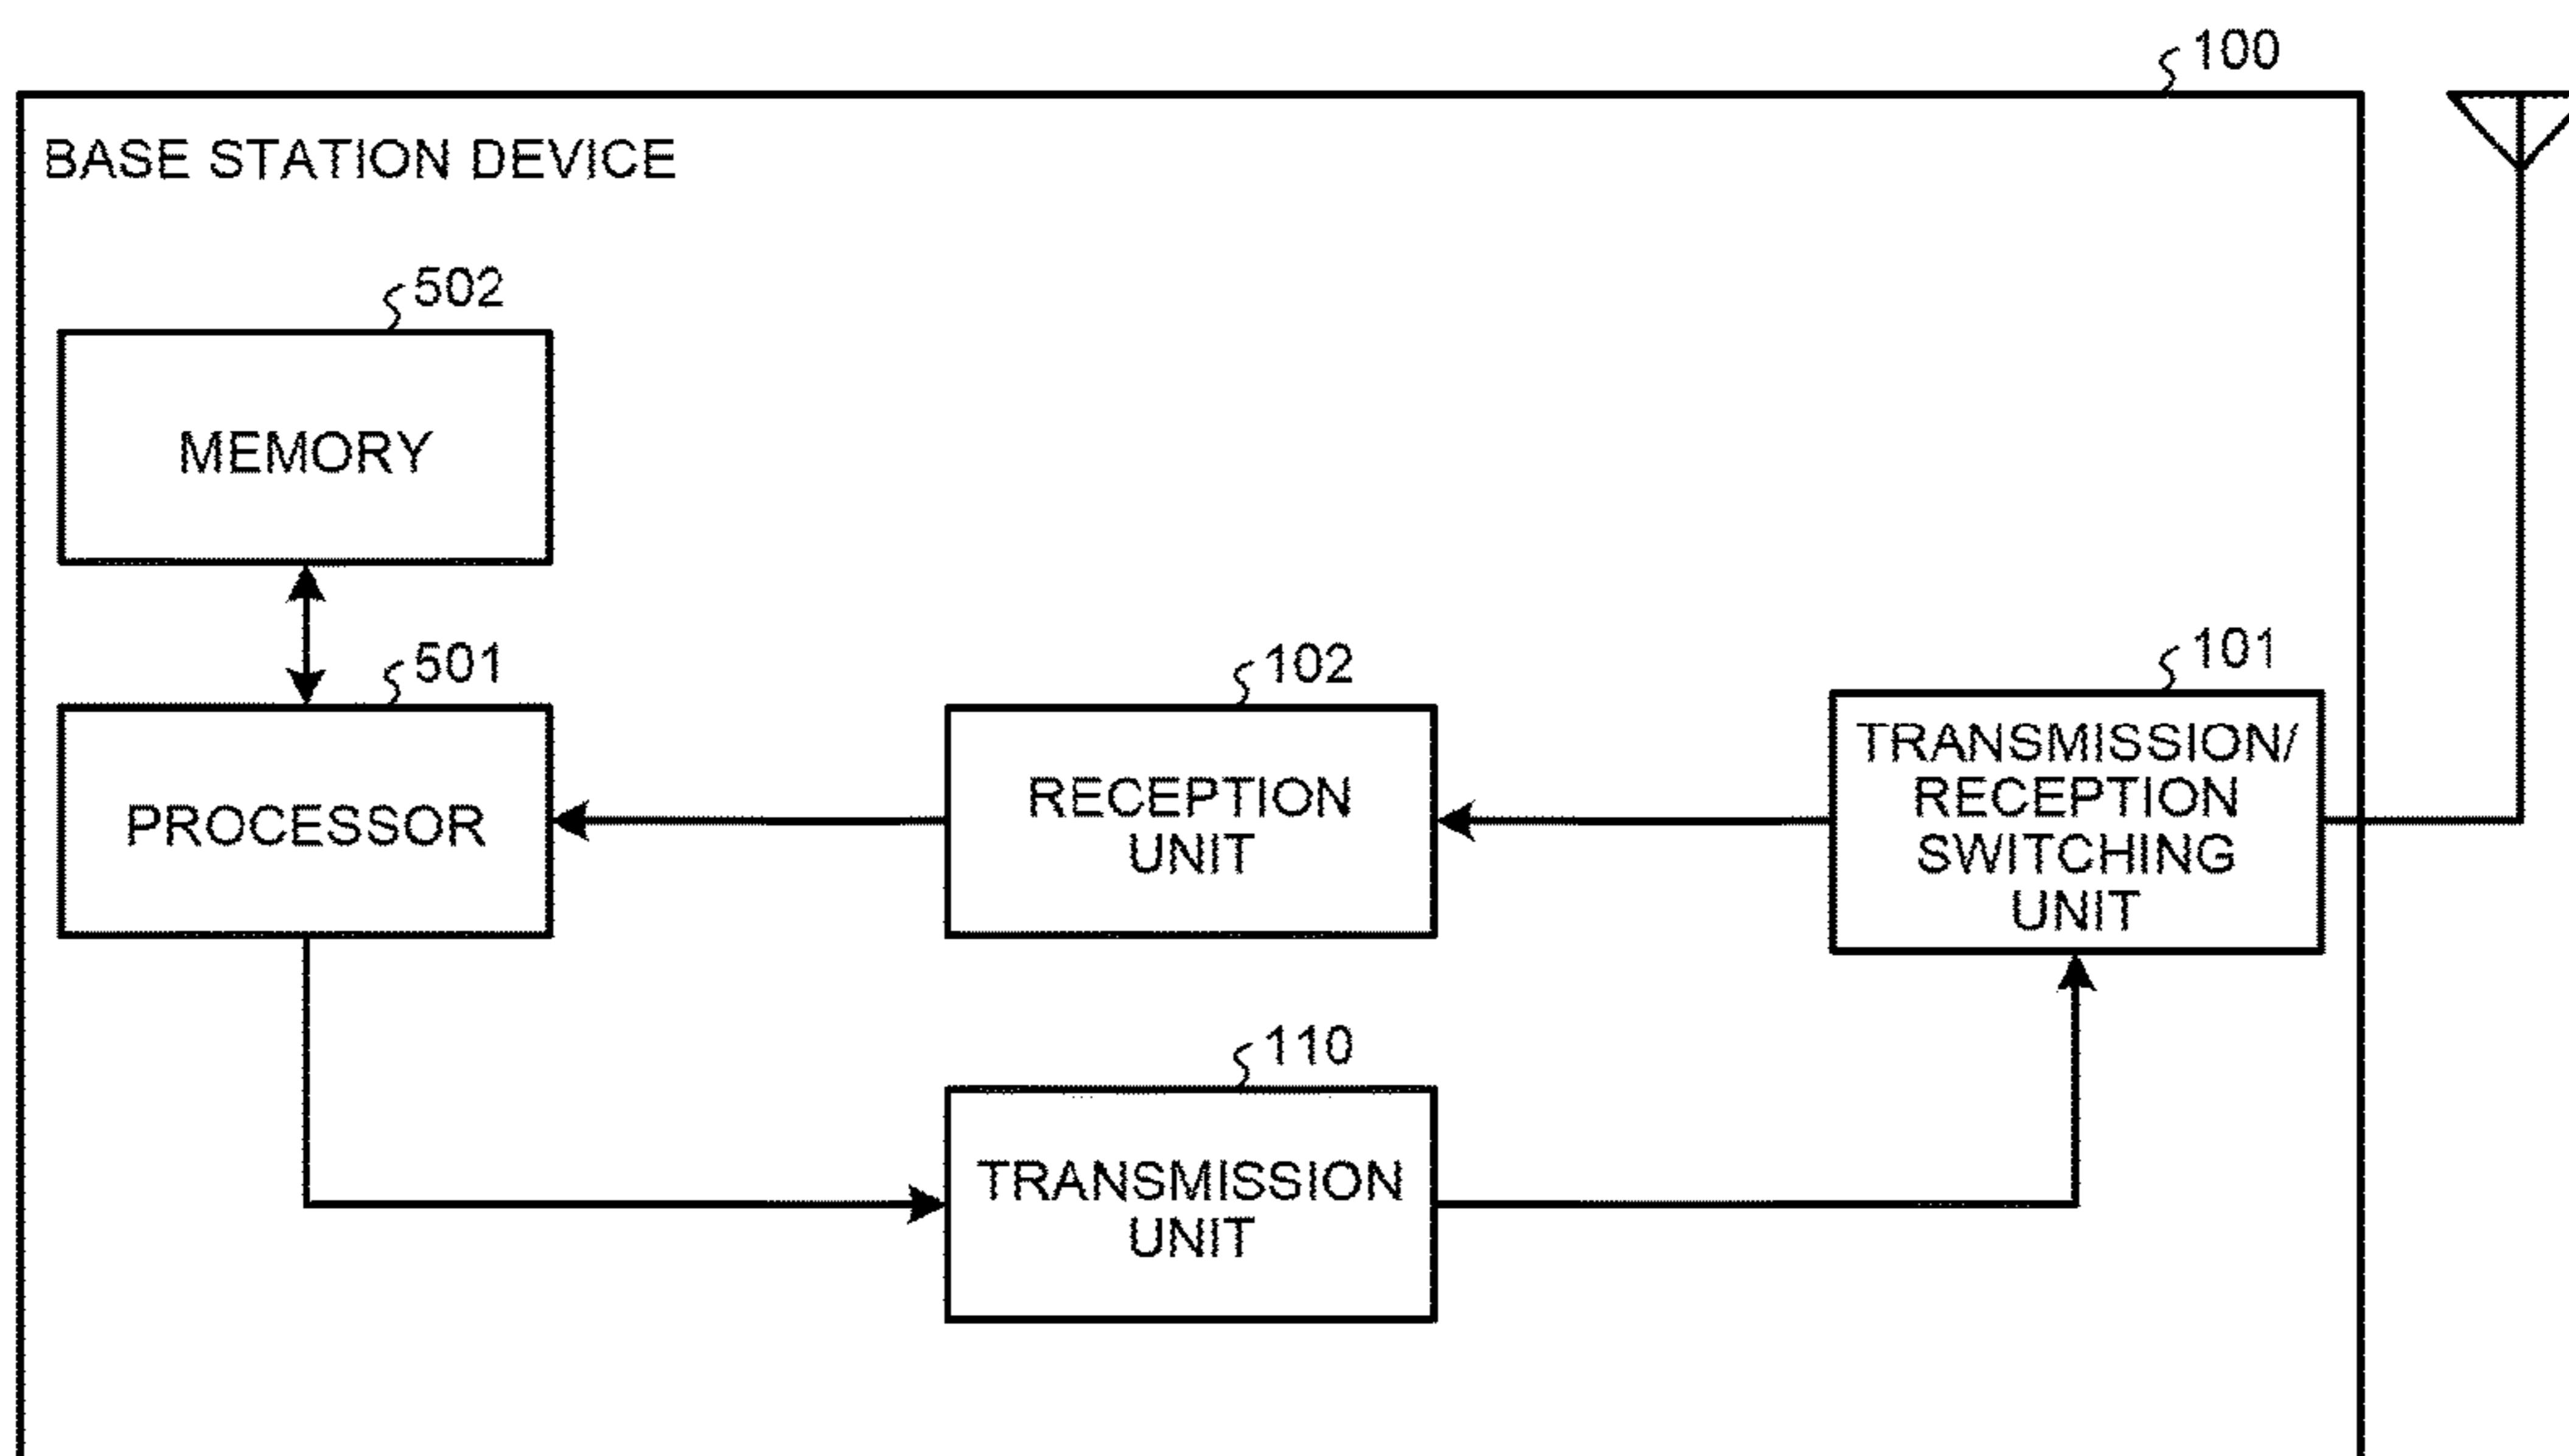 100
BASE STATION DEVICE
502
MEMORY
501
PROCESSOR
102
RECEPTION
UNIT
101
TRANSMISSION/
RECEPTION
SWITCHING
UNIT
110
TRANSMISSION
UNIT